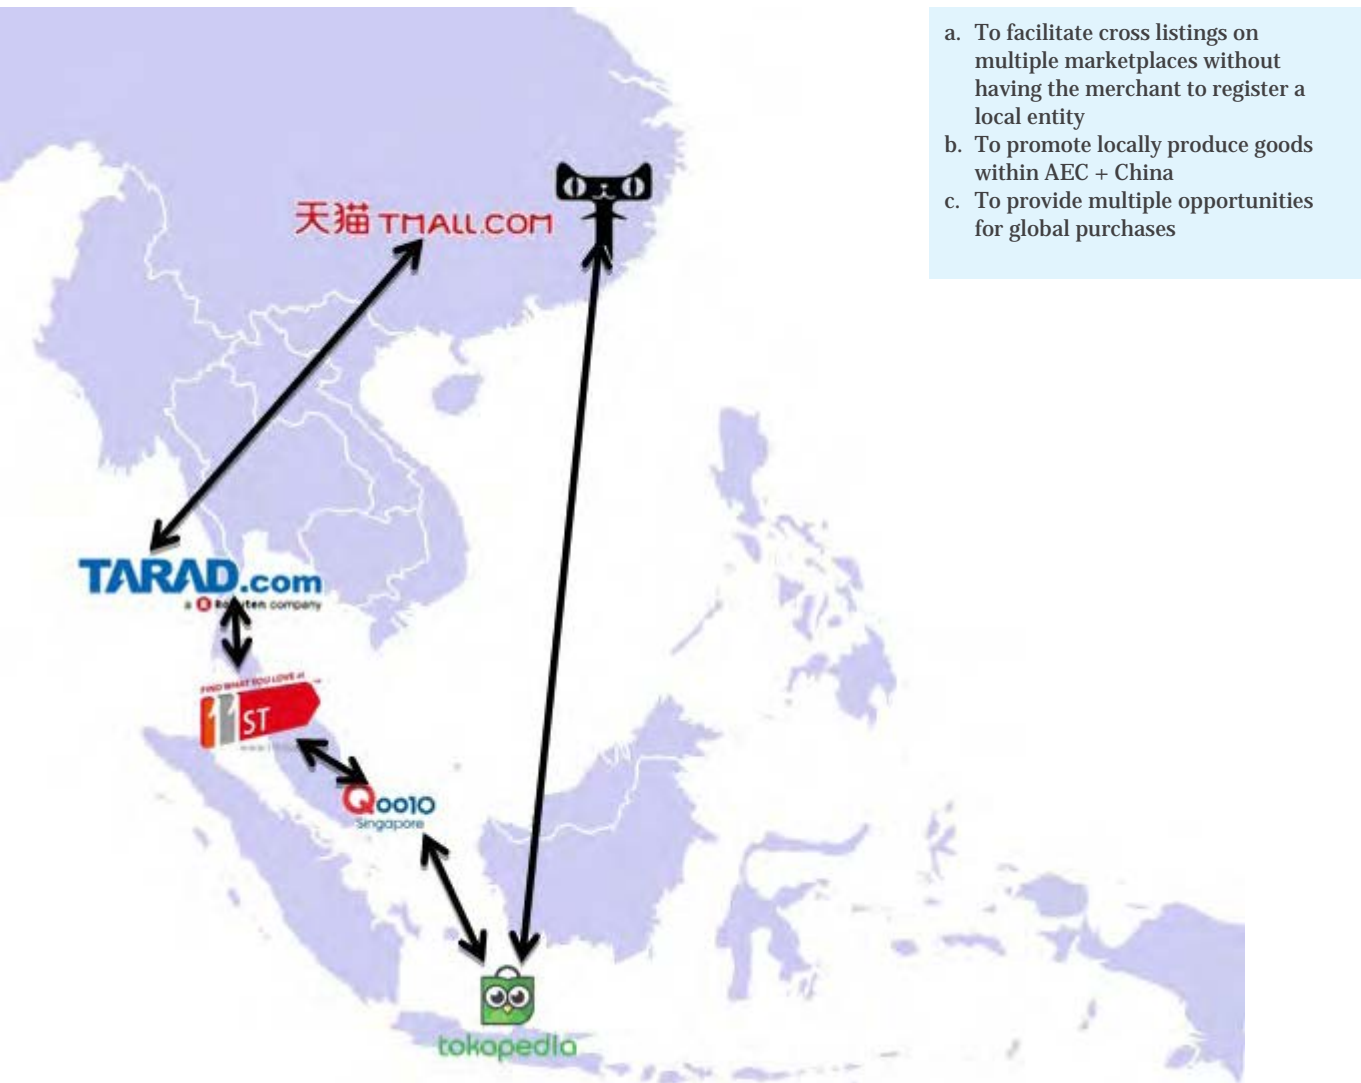 a. To facilitate cross listings on
multiple marketplaces without
having the merchant to register a
local entity
b. To promote locally produce goods
within AEC + China
c. To provide multiple opportunities
for global purchases
天猫 TMALL.COM
TARAD.com
a R company
FIND WHAT YOU LOVE at
11ST
Qoo10
Singapore
tokopedia